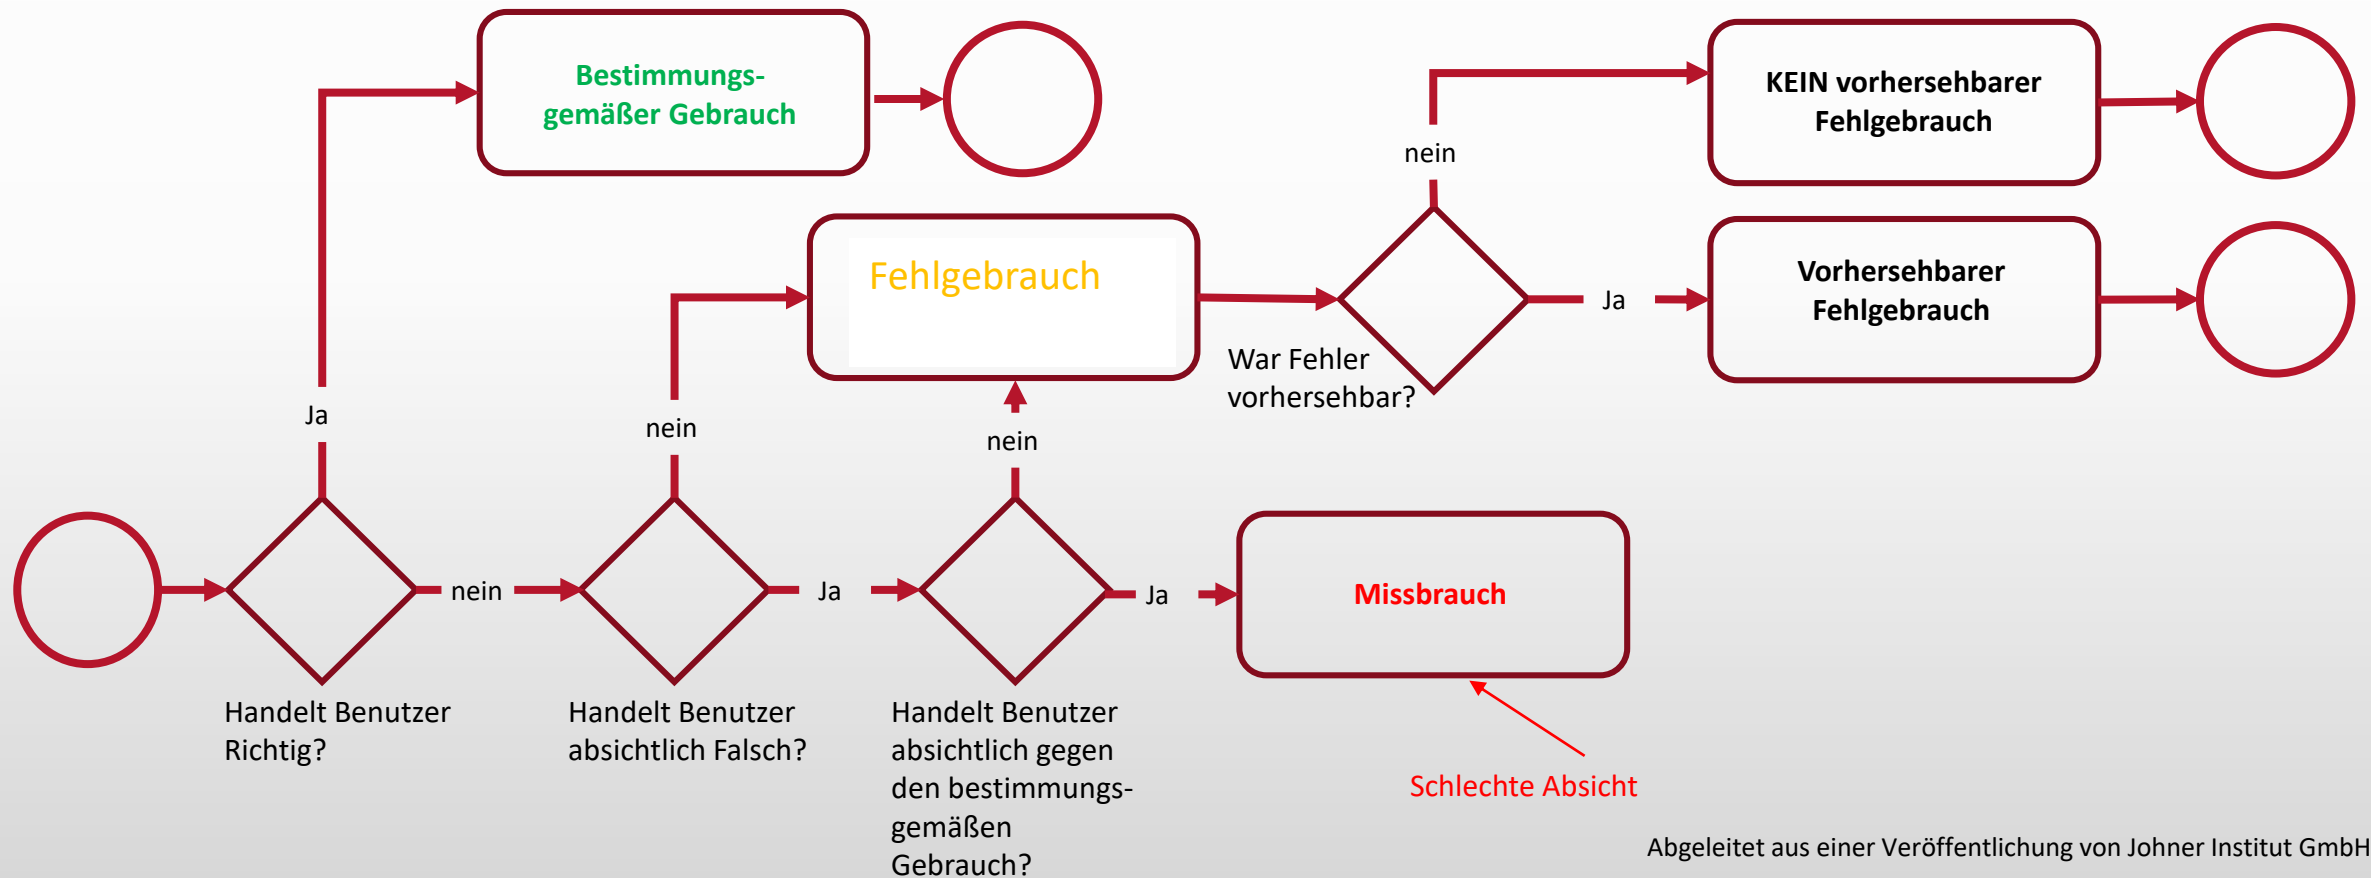 Bestimmungs-
gemäßer Gebrauch
KEIN vorhersehbarer
Fehlgebrauch
nein
Fehlgebrauch
Vorhersehbarer
Fehlgebrauch
Ja
War Fehler
vorhersehbar?
Ja
nein
nein
nein
Ja
Ja
Missbrauch
Handelt Benutzer
Richtig?
Handelt Benutzer
absichtlich Falsch?
Handelt Benutzer
absichtlich gegen
den bestimmungs-
gemäßen
Gebrauch?
Schlechte Absicht
Abgeleitet aus einer Veröffentlichung von Johner Institut GmbH